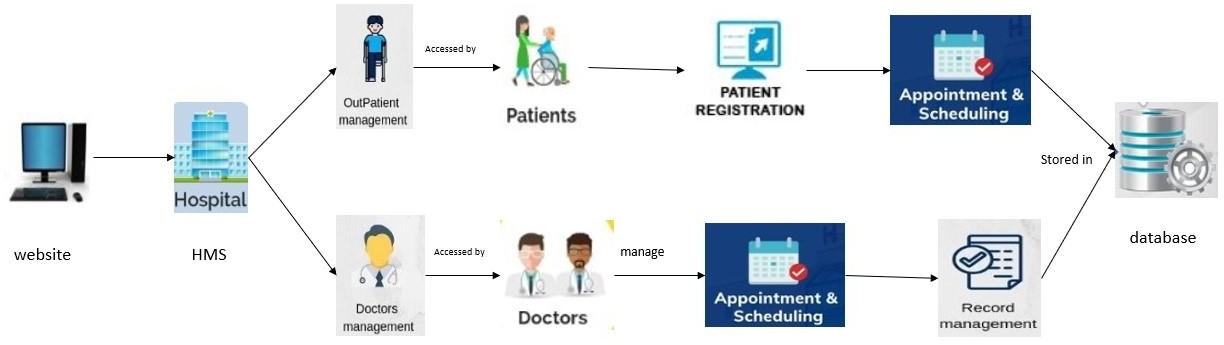 OutPatient
management
Accessed by
Patients
PATIENT
REGISTRATION
Appointment &
Scheduling
Hospital
website
HMS
Stored in
database
Doctors
management
Accessed by
Doctors
manage
Appointment &
Scheduling
Record
management